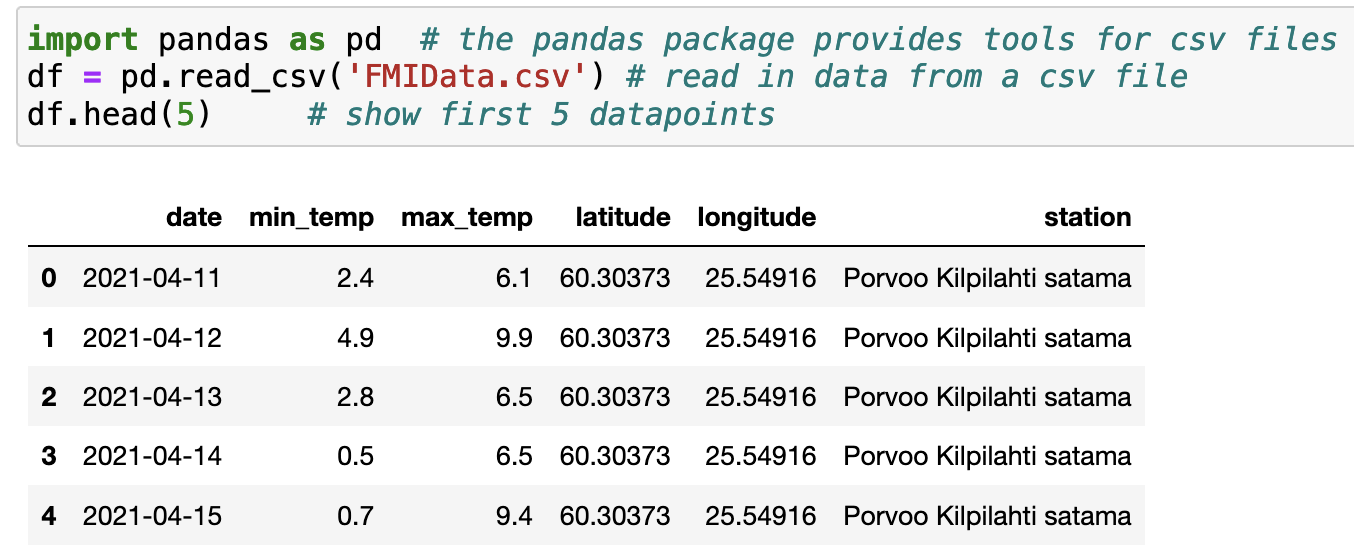 import pandas as pd  # the pandas package provides tools for csv files
df = pd.read_csv('FMIData.csv') # read in data from a csv file
df.head(5)      # show first 5 datapoints
date min_temp max_temp latitude longitude station
0 2021-04-11 2.4 6.1 60.30373 25.54916 Porvoo Kilpilahti satama
1 2021-04-12 4.9 9.9 60.30373 25.54916 Porvoo Kilpilahti satama
2 2021-04-13 2.8 6.5 60.30373 25.54916 Porvoo Kilpilahti satama
3 2021-04-14 0.5 6.5 60.30373 25.54916 Porvoo Kilpilahti satama
4 2021-04-15 0.7 9.4 60.30373 25.54916 Porvoo Kilpilahti satama